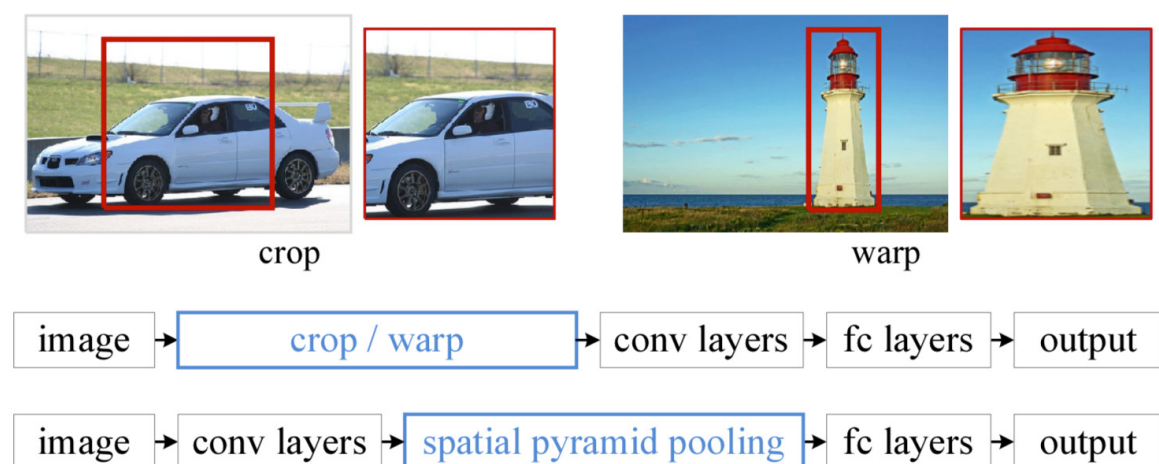 crop
warp
image crop / warp conv layers fc layers output
image conv layers spatial pyramid pooling fc layers output